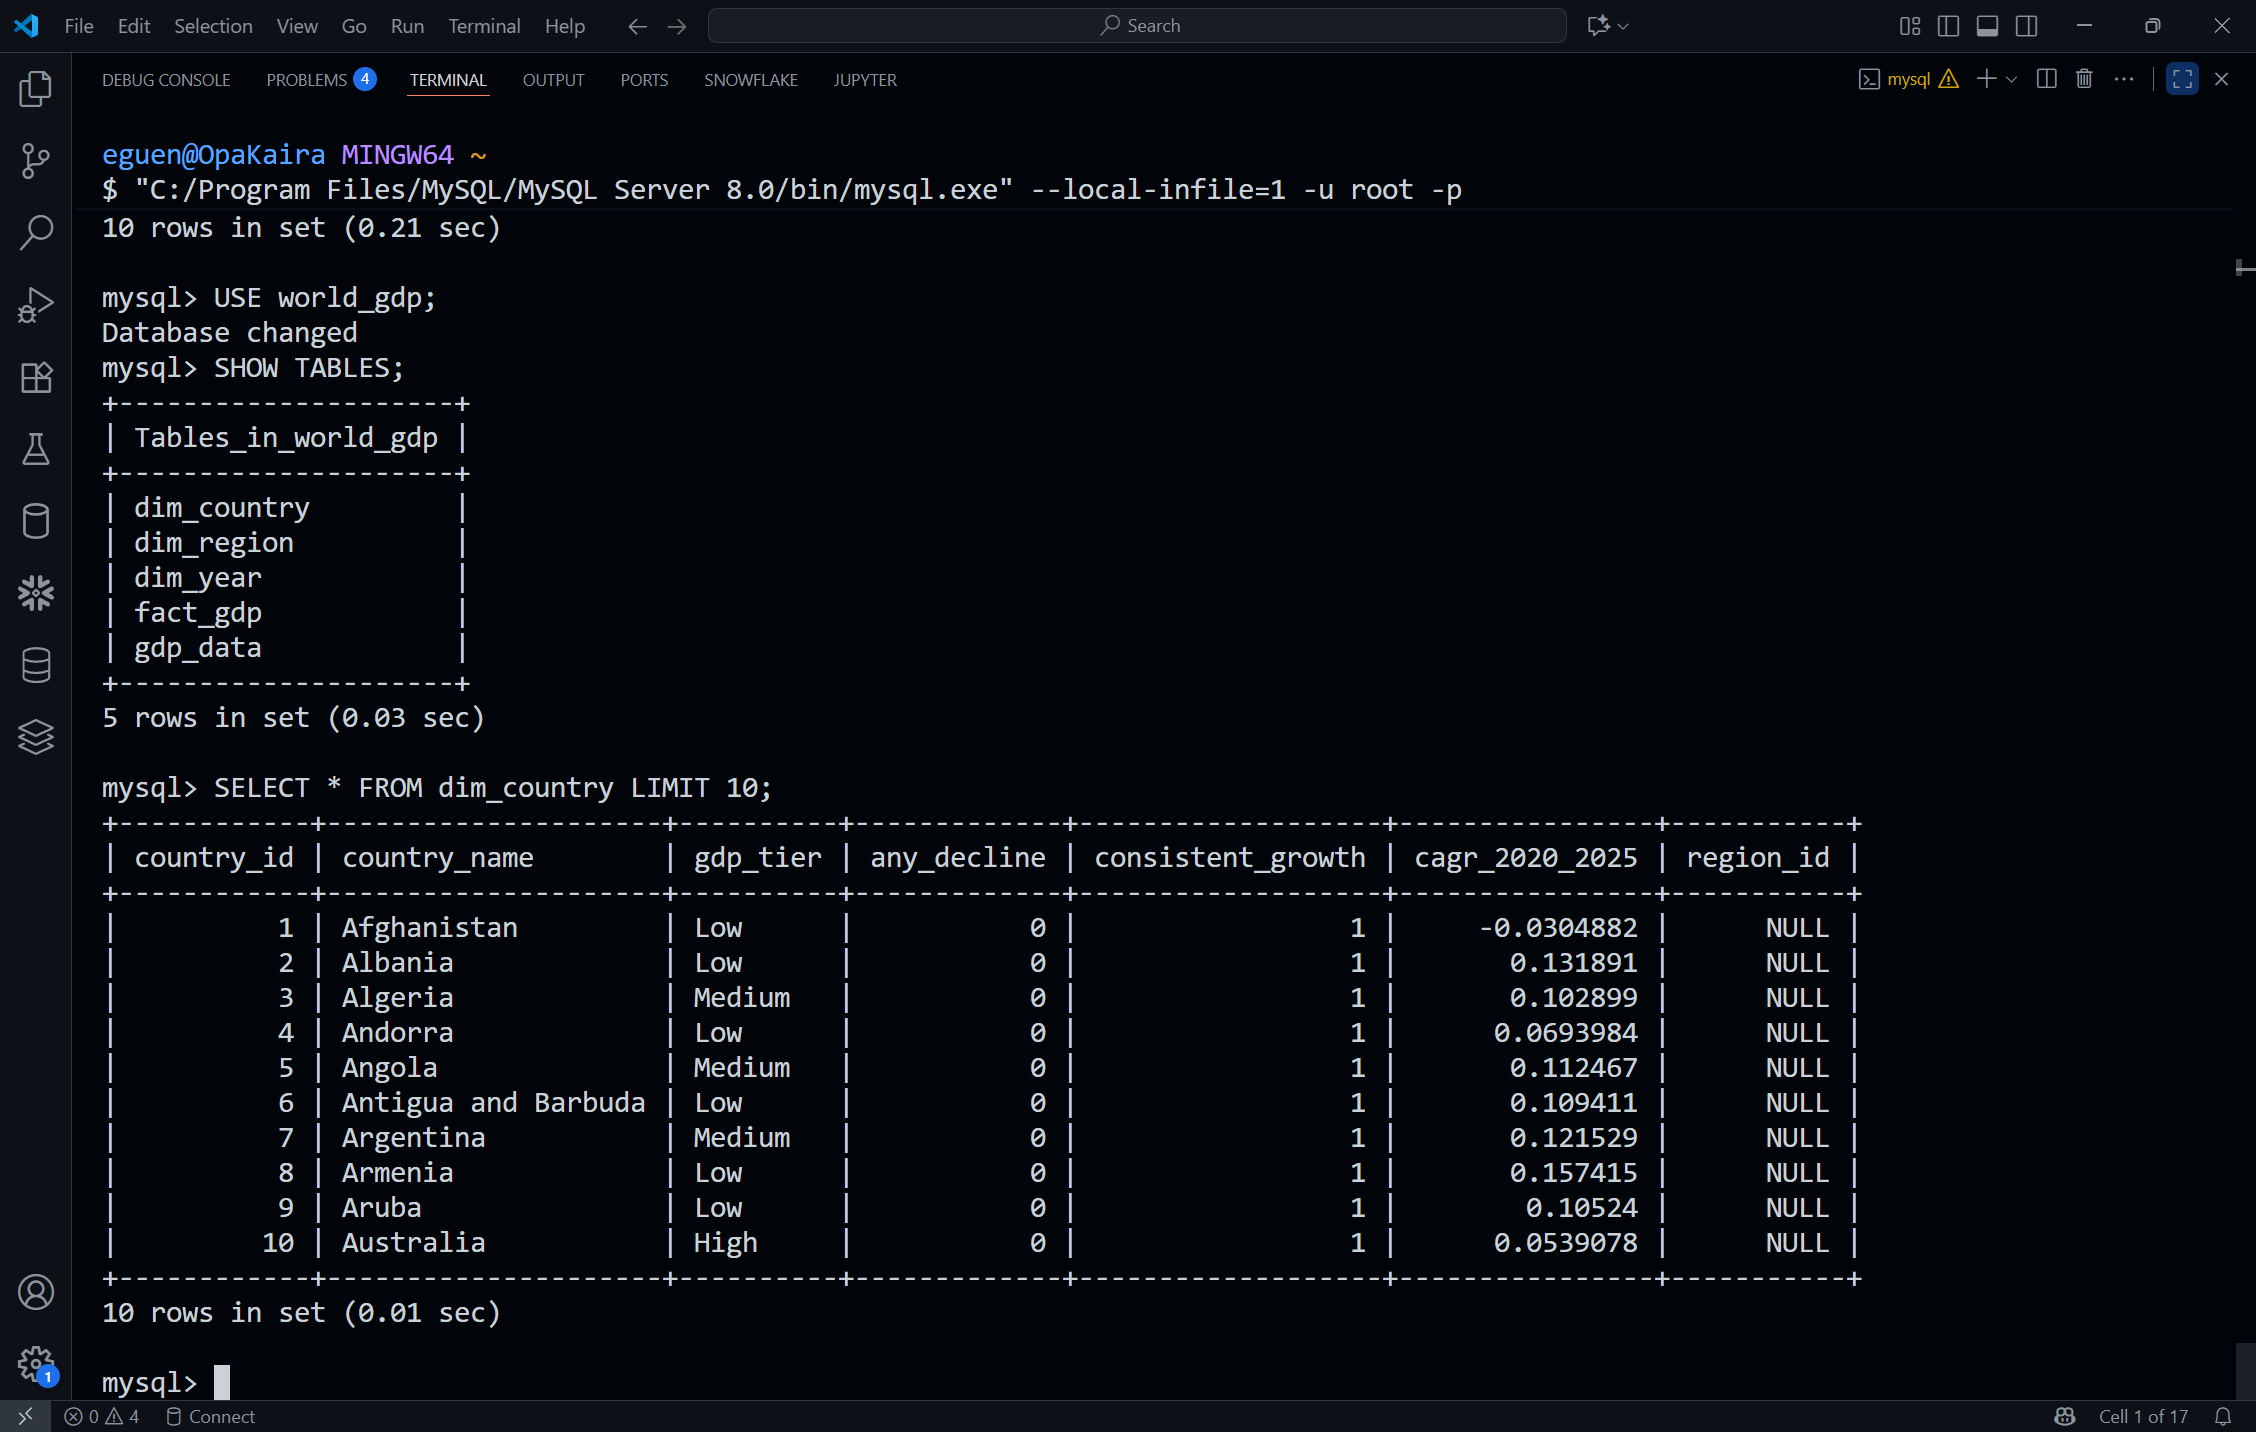 File Edit Selection View Go Run Terminal Help Search
DEBUG CONSOLE PROBLEMS 4 TERMINAL OUTPUT PORTS SNOWFLAKE JUPYTER mysql
eguen@OpaKaira MINGW64 ~
$ "C:/Program Files/MySQL/MySQL Server 8.0/bin/mysql.exe" --local-infile=1 -u root -p
10 rows in set (0.21 sec)
mysql> USE world_gdp;
Database changed
mysql> SHOW TABLES;
+---------------------+
| Tables_in_world_gdp |
+---------------------+
| dim_country         |
| dim_region          |
| dim_year            |
| fact_gdp            |
| gdp_data            |
+---------------------+
5 rows in set (0.03 sec)
mysql> SELECT * FROM dim_country LIMIT 10;
+------------+---------------------+----------+-------------+-------------------+----------------+-----------+
| country_id | country_name        | gdp_tier | any_decline | consistent_growth | cagr_2020_2025 | region_id |
+------------+---------------------+----------+-------------+-------------------+----------------+-----------+
|          1 | Afghanistan         | Low      |           0 |                 1 |     -0.0304882 |      NULL |
|          2 | Albania             | Low      |           0 |                 1 |       0.131891 |      NULL |
|          3 | Algeria             | Medium   |           0 |                 1 |       0.102899 |      NULL |
|          4 | Andorra             | Low      |           0 |                 1 |      0.0693984 |      NULL |
|          5 | Angola              | Medium   |           0 |                 1 |       0.112467 |      NULL |
|          6 | Antigua and Barbuda | Low      |           0 |                 1 |       0.109411 |      NULL |
|          7 | Argentina           | Medium   |           0 |                 1 |       0.121529 |      NULL |
|          8 | Armenia             | Low      |           0 |                 1 |       0.157415 |      NULL |
|          9 | Aruba               | Low      |           0 |                 1 |        0.10524 |      NULL |
|         10 | Australia           | High     |           0 |                 1 |      0.0539078 |      NULL |
+------------+---------------------+----------+-------------+-------------------+----------------+-----------+
10 rows in set (0.01 sec)
mysql>
1
0 4 Connect Cell 1 of 17